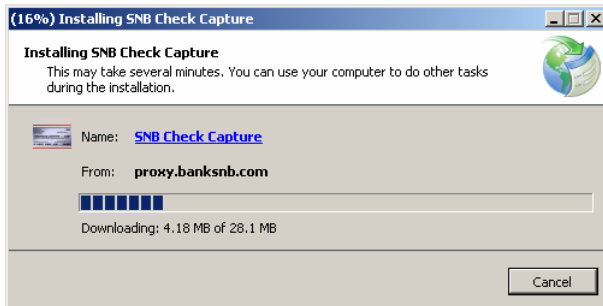 (16%) Installing SNB Check Capture
Installing SNB Check Capture
This may take several minutes. You can use your computer to do other tasks
during the installation.
Name: SNB Check Capture
From: proxy.banksnb.com
Downloading: 4.18 MB of 28.1 MB
Cancel